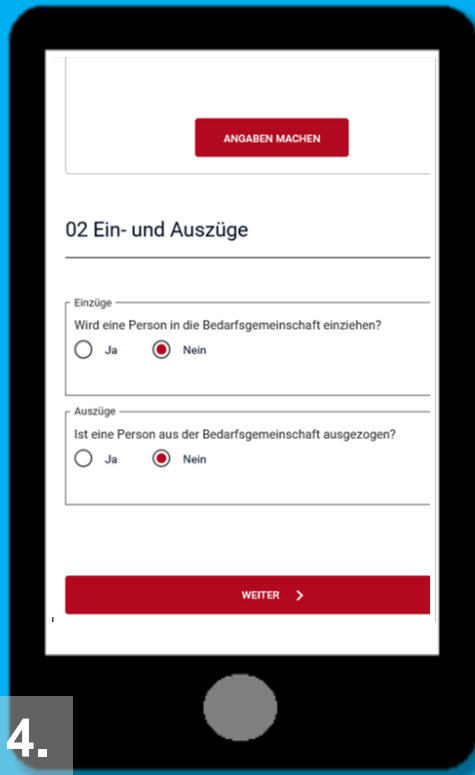 ANGABEN MACHEN
02 Ein- und Auszüge
Einzüge
Wird eine Person in die Bedarfsgemeinschaft einziehen?
Ja Nein
Auszüge
Ist eine Person aus der Bedarfsgemeinschaft ausgezogen?
Ja Nein
WEITER
4.